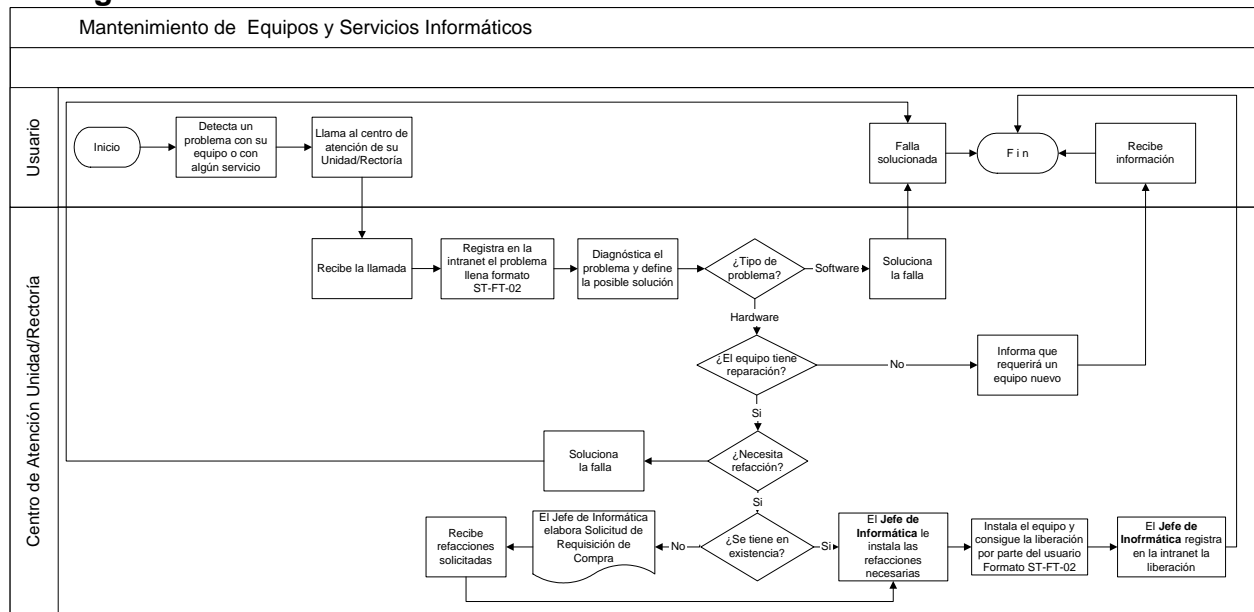 Mantenimiento de Equipos y Servicios Informáticos
Usuario
Inicio
Detecta un
problema con su
equipo o con
algún servicio
Llama al centro de
atención de su
Unidad/Rectoría
Falla
solucionada
F i n
Recibe
información
Centro de Atención Unidad/Rectoría
Recibe la llamada
Registra en la
intranet el problema
llena formato
ST-FT-02
Diagnóstica el
problema y define
la posible solución
¿Tipo de
problema?
Software
Soluciona
la falla
Hardware
¿El equipo tiene
reparación?
No
Informa que
requerirá un
equipo nuevo
Si
Soluciona
la falla
¿Necesita
refacción?
Si
Recibe
refacciones
solicitadas
El Jefe de Informática
elabora Solicitud de
Requisición de
Compra
No
¿Se tiene en
existencia?
Si
El Jefe de
Informática le
instala las
refacciones
necesarias
Instala el equipo y
consigue la liberación
por parte del usuario
Formato ST-FT-02
El Jefe de
Inofrmática registra
en la intranet la
liberación